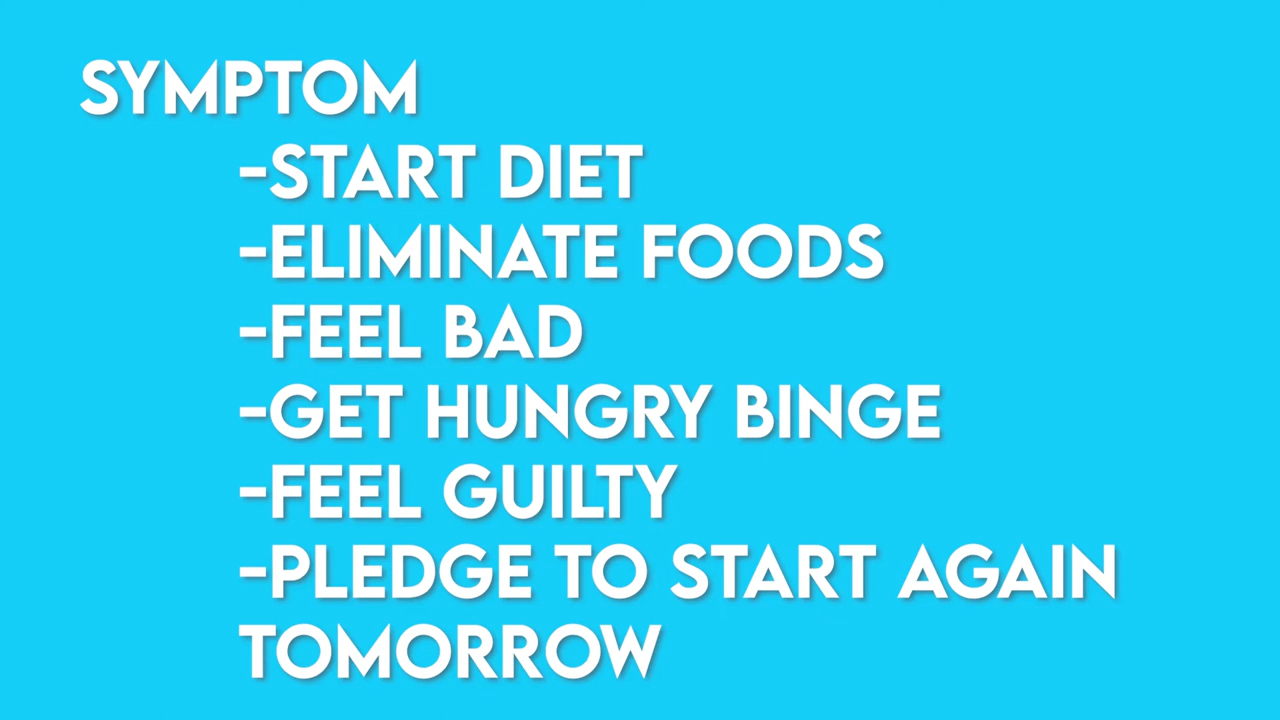 SYMPTOM
-START DIET
-ELIMINATE FOODS
-FEEL BAD
-GET HUNGRY BINGE
-FEEL GUILTY
-PLEDGE TO START AGAIN
TOMORROW